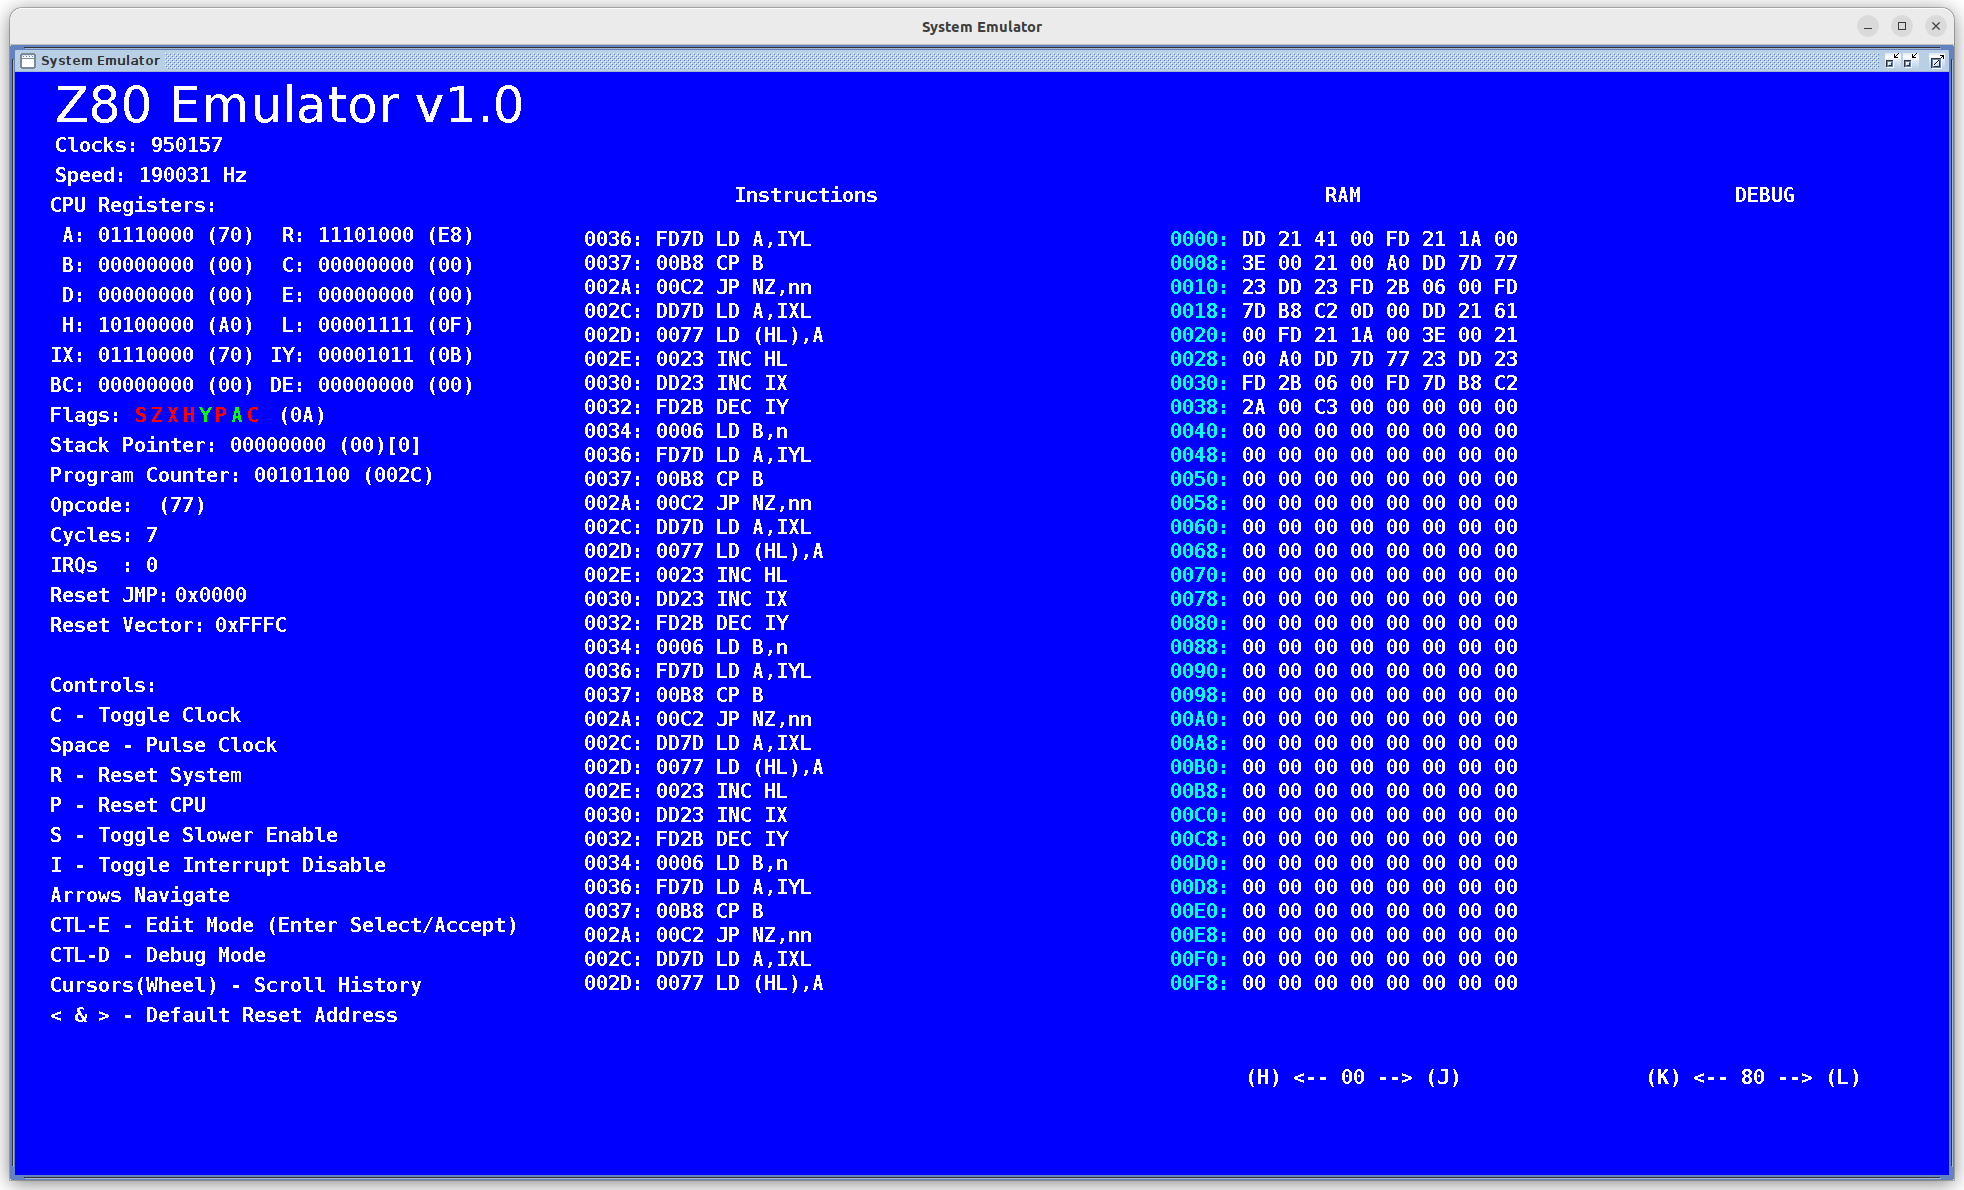 System Emulator
System Emulator
Z80 Emulator v1.0
Clocks: 950157
Speed: 190031 Hz
CPU Registers:
A: 01110000 (70) R: 11101000 (E8)
B: 00000000 (00) C: 00000000 (00)
D: 00000000 (00) E: 00000000 (00)
H: 10100000 (A0) L: 00001111 (0F)
IX: 01110000 (70) IY: 00001011 (0B)
BC: 00000000 (00) DE: 00000000 (00)
Flags: SZXHYPAC (0A)
Stack Pointer: 00000000 (00)[0]
Program Counter: 00101100 (002C)
Opcode: (77)
Cycles: 7
IRQs : 0
Reset JMP: 0x0000
Reset Vector: 0xFFFC
Controls:
C - Toggle Clock
Space - Pulse Clock
R - Reset System
P - Reset CPU
S - Toggle Slower Enable
I - Toggle Interrupt Disable
Arrows Navigate
CTL-E - Edit Mode (Enter Select/Accept)
CTL-D - Debug Mode
Cursors(Wheel) - Scroll History
< & > - Default Reset Address
Instructions
0036: FD7D LD A,IYL
0037: 00B8 CP B
002A: 00C2 JP NZ,nn
002C: DD7D LD A,IXL
002D: 0077 LD (HL),A
002E: 0023 INC HL
0030: DD23 INC IX
0032: FD2B DEC IY
0034: 0006 LD B,n
0036: FD7D LD A,IYL
0037: 00B8 CP B
002A: 00C2 JP NZ,nn
002C: DD7D LD A,IXL
002D: 0077 LD (HL),A
002E: 0023 INC HL
0030: DD23 INC IX
0032: FD2B DEC IY
0034: 0006 LD B,n
0036: FD7D LD A,IYL
0037: 00B8 CP B
002A: 00C2 JP NZ,nn
002C: DD7D LD A,IXL
002D: 0077 LD (HL),A
002E: 0023 INC HL
0030: DD23 INC IX
0032: FD2B DEC IY
0034: 0006 LD B,n
0036: FD7D LD A,IYL
0037: 00B8 CP B
002A: 00C2 JP NZ,nn
002C: DD7D LD A,IXL
002D: 0077 LD (HL),A
RAM
0000: DD 21 41 00 FD 21 1A 00
0008: 3E 00 21 00 A0 DD 7D 77
0010: 23 DD 23 FD 2B 06 00 FD
0018: 7D B8 C2 0D 00 DD 21 61
0020: 00 FD 21 1A 00 3E 00 21
0028: 00 A0 DD 7D 77 23 DD 23
0030: FD 2B 06 00 FD 7D B8 C2
0038: 2A 00 C3 00 00 00 00 00
0040: 00 00 00 00 00 00 00 00
0048: 00 00 00 00 00 00 00 00
0050: 00 00 00 00 00 00 00 00
0058: 00 00 00 00 00 00 00 00
0060: 00 00 00 00 00 00 00 00
0068: 00 00 00 00 00 00 00 00
0070: 00 00 00 00 00 00 00 00
0078: 00 00 00 00 00 00 00 00
0080: 00 00 00 00 00 00 00 00
0088: 00 00 00 00 00 00 00 00
0090: 00 00 00 00 00 00 00 00
0098: 00 00 00 00 00 00 00 00
00A0: 00 00 00 00 00 00 00 00
00A8: 00 00 00 00 00 00 00 00
00B0: 00 00 00 00 00 00 00 00
00B8: 00 00 00 00 00 00 00 00
00C0: 00 00 00 00 00 00 00 00
00C8: 00 00 00 00 00 00 00 00
00D0: 00 00 00 00 00 00 00 00
00D8: 00 00 00 00 00 00 00 00
00E0: 00 00 00 00 00 00 00 00
00E8: 00 00 00 00 00 00 00 00
00F0: 00 00 00 00 00 00 00 00
00F8: 00 00 00 00 00 00 00 00
(H) <-- 00 --> (J)
DEBUG
(K) <-- 80 --> (L)